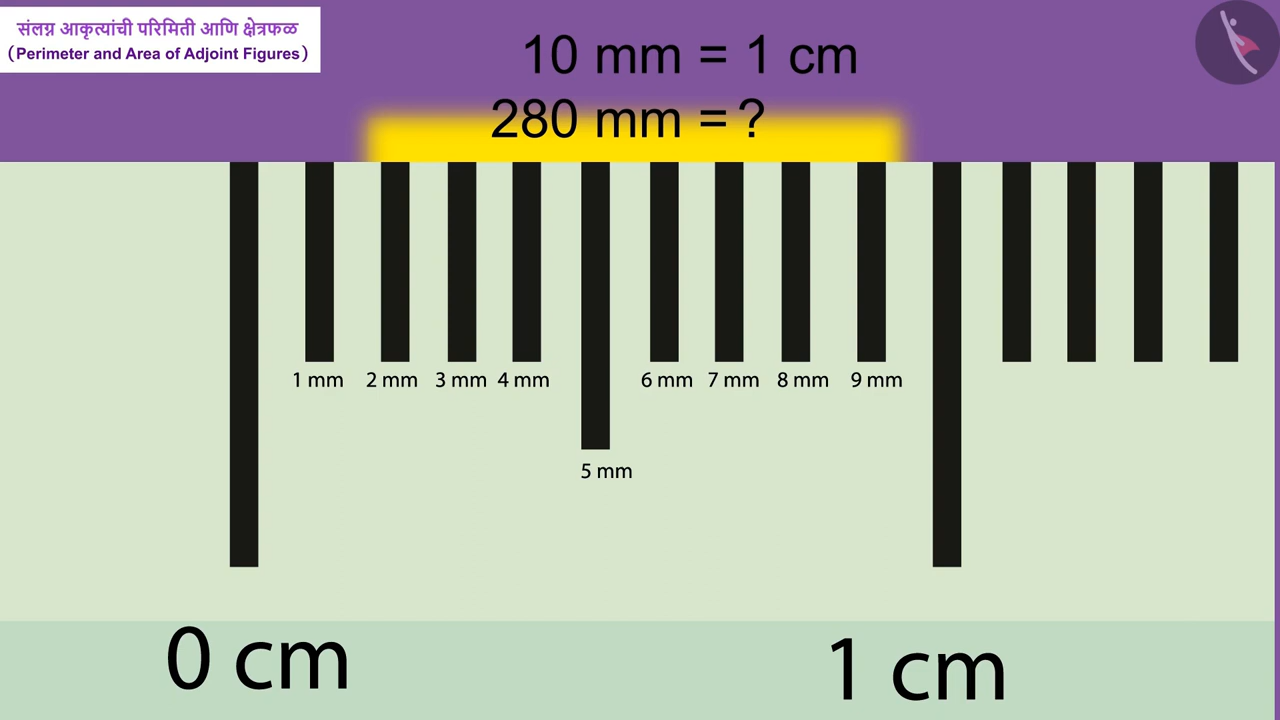 संलग्न आकृत्यांची परिमिती आणि क्षेत्रफळ
(Perimeter and Area of Adjoint Figures)
10 mm = 1 cm
280 mm = ?
1 mm 2 mm 3 mm 4 mm 6 mm 7 mm 8 mm 9 mm
5 mm
0 cm 1 cm